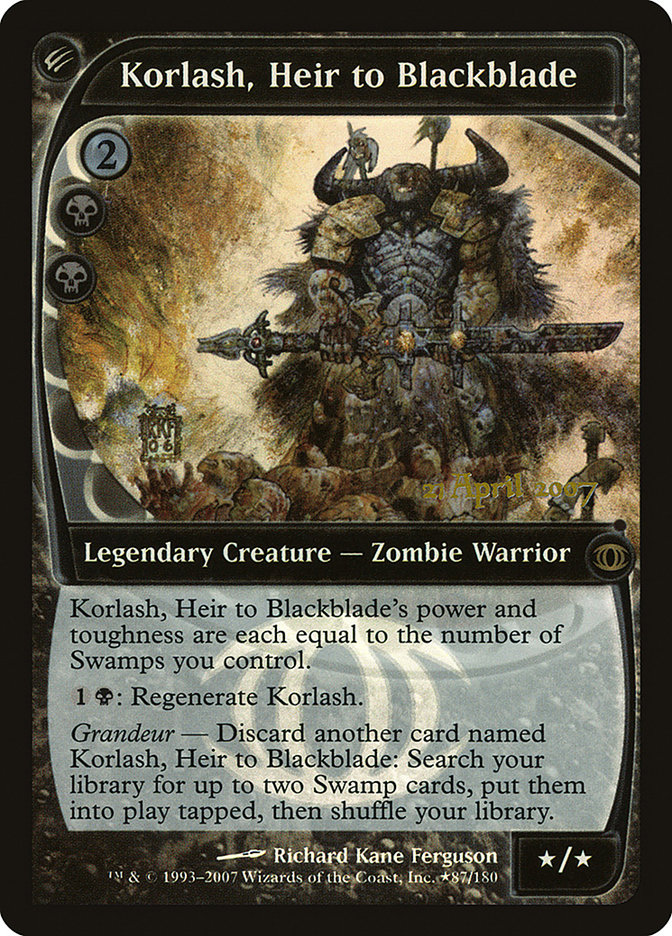 Korlash, Heir to Blackblade
2
RKF
06
21 April 2007
Legendary Creature — Zombie Warrior
Korlash, Heir to Blackblade's power and
toughness are each equal to the number of
Swamps you control.
1 : Regenerate Korlash.
Grandeur — Discard another card named
Korlash, Heir to Blackblade: Search your
library for up to two Swamp cards, put them
into play tapped, then shuffle your library.
Richard Kane Ferguson
™ & © 1993–2007 Wizards of the Coast, Inc. ★87/180
★/★